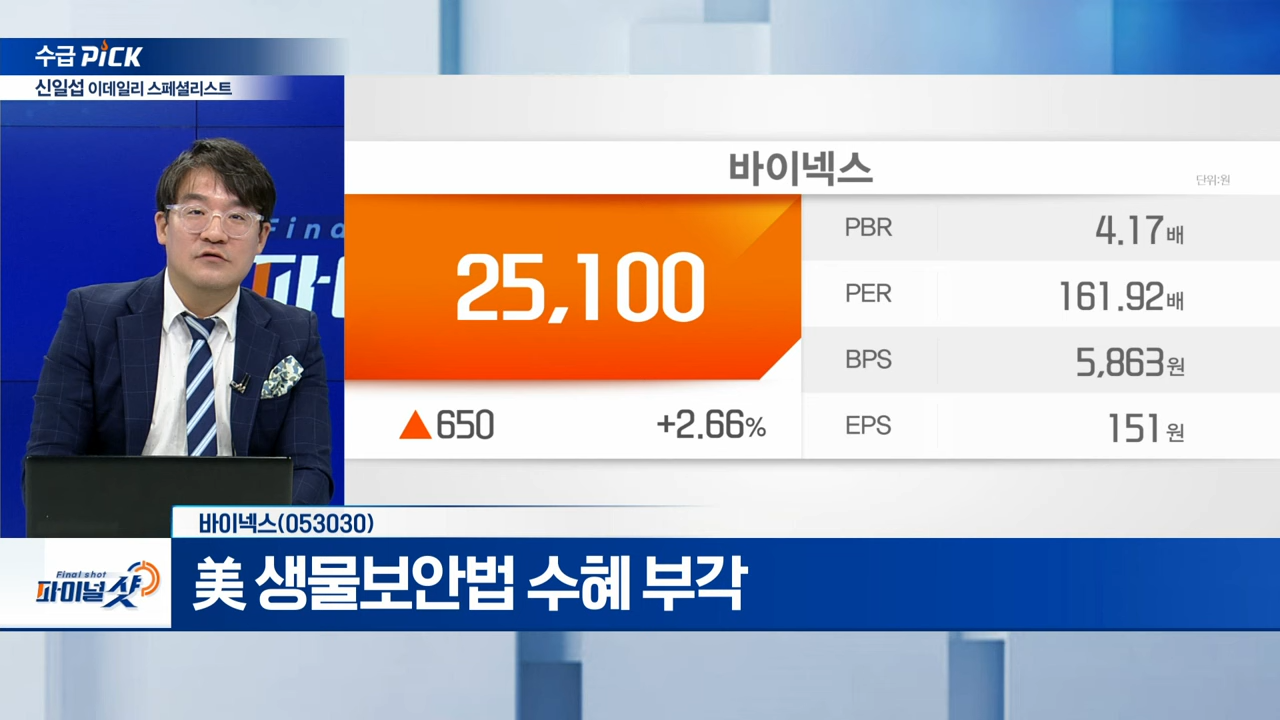 수급 PiCK
신일섭 이데일리 스페셜리스트
Fina
파이
바이넥스
단위:원
25,100
▲650 +2.66%
PBR 4.17배
PER 161.92배
BPS 5,863원
EPS 151원
바이넥스(053030)
Final shot
파이널샷
美 생물보안법 수혜 부각